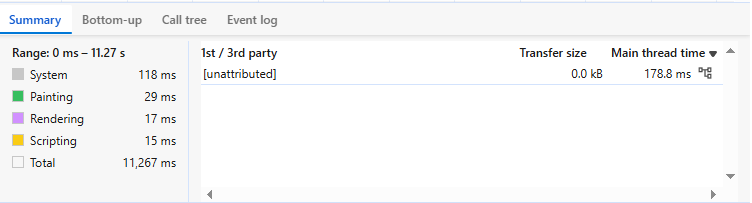 Summary Bottom-up Call tree Event log
Range: 0 ms – 11.27 s
System 118 ms
Painting 29 ms
Rendering 17 ms
Scripting 15 ms
Total 11,267 ms
1st / 3rd party Transfer size Main thread time
[unattributed] 0.0 kB 178.8 ms